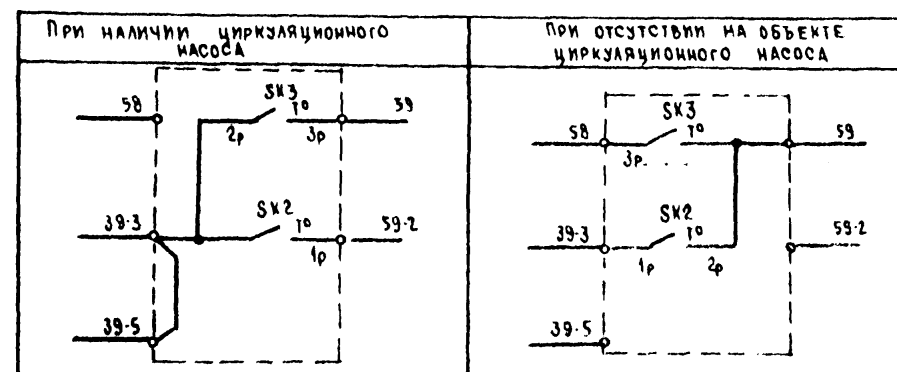 При наличии циркуляционного
насоса
При отсутствии на объекте
циркуляционного насоса
58
SK3
t°
39
2р
3р
39-3
SK2
t°
59-2
1р
39-5
58
SK3
t°
59
3р
39-3
SK2
t°
59-2
1р
2р
39-5